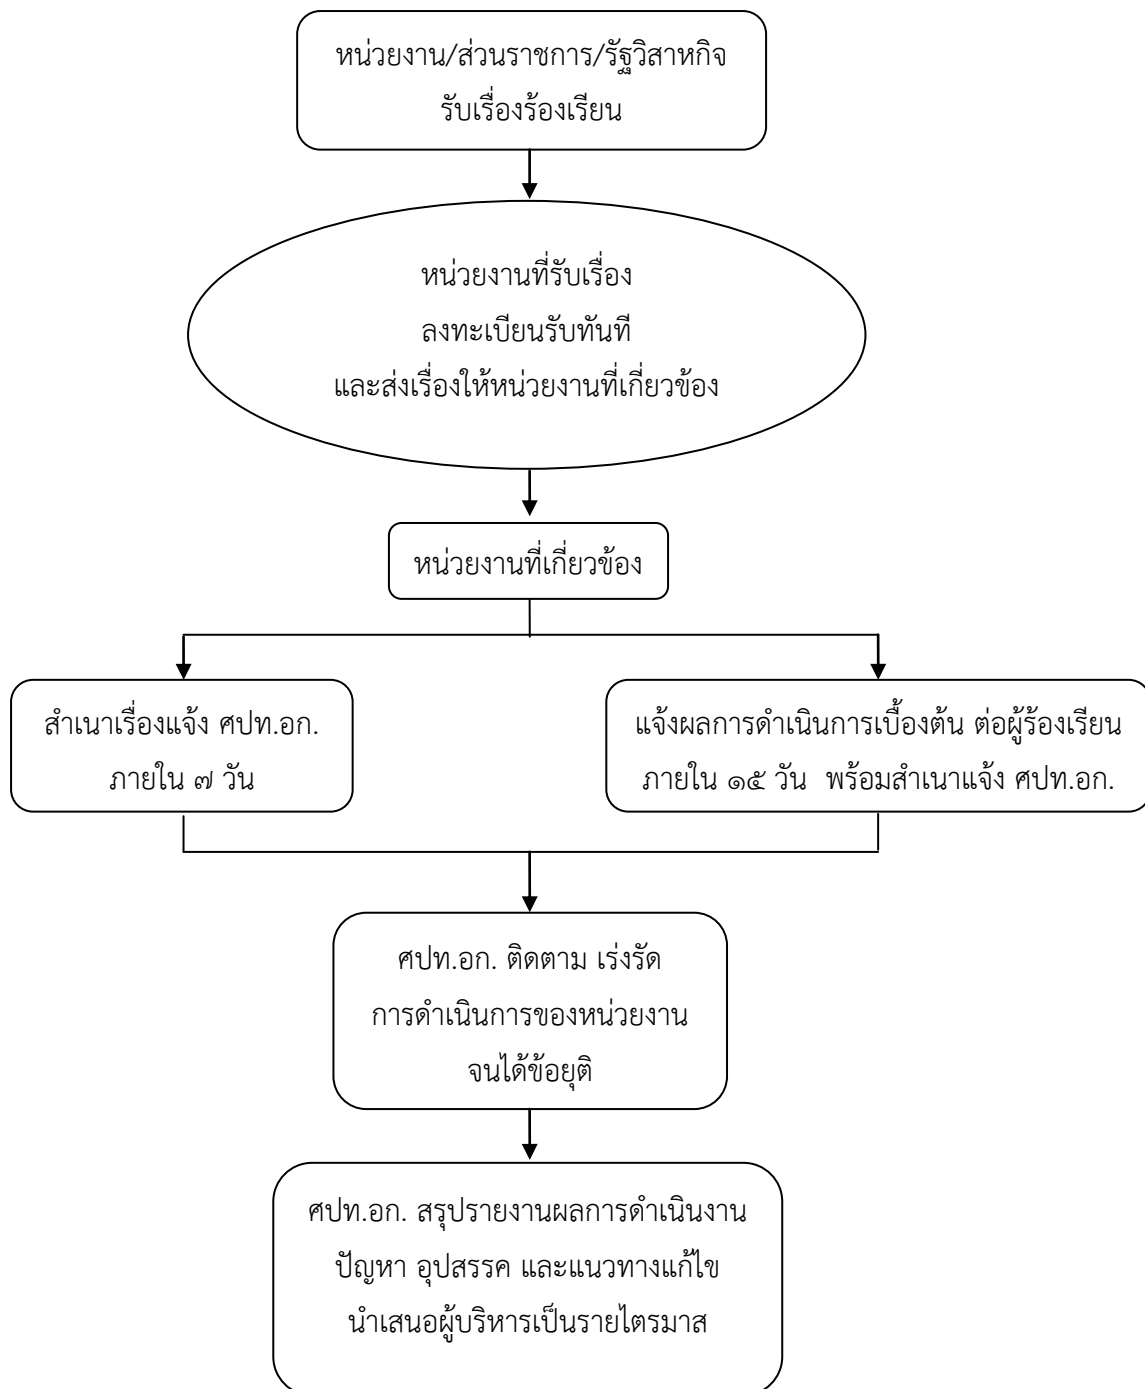 หน่วยงาน/ส่วนราชการ/รัฐวิสาหกิจ
รับเรื่องร้องเรียน
หน่วยงานที่รับเรื่อง
ลงทะเบียนรับทันที
และส่งเรื่องให้หน่วยงานที่เกี่ยวข้อง
หน่วยงานที่เกี่ยวข้อง
สำเนาเรื่องแจ้ง ศปท.อก.
ภายใน ๗ วัน
แจ้งผลการดำเนินการเบื้องต้น ต่อผู้ร้องเรียน
ภายใน ๑๕ วัน พร้อมสำเนาแจ้ง ศปท.อก.
ศปท.อก. ติดตาม เร่งรัด
การดำเนินการของหน่วยงาน
จนได้ข้อยุติ
ศปท.อก. สรุปรายงานผลการดำเนินงาน
ปัญหา อุปสรรค และแนวทางแก้ไข
นำเสนอผู้บริหารเป็นรายไตรมาส